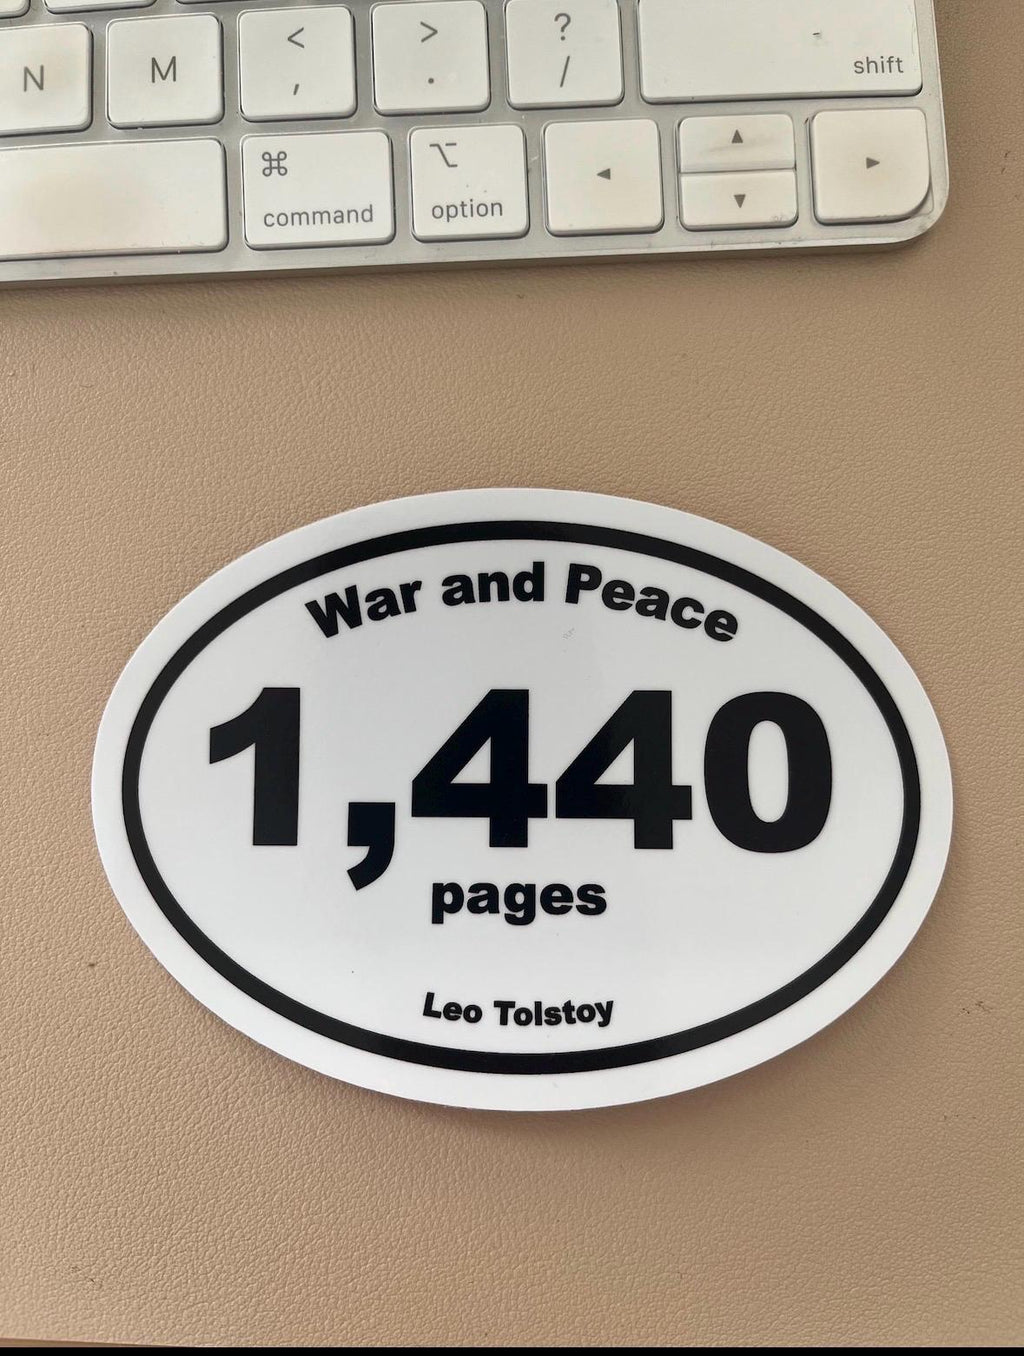 N M < , > . ? / shift
⌘ command ⌥ option ◀ ▲ ▼ ▶
War and Peace
1,440
pages
Leo Tolstoy